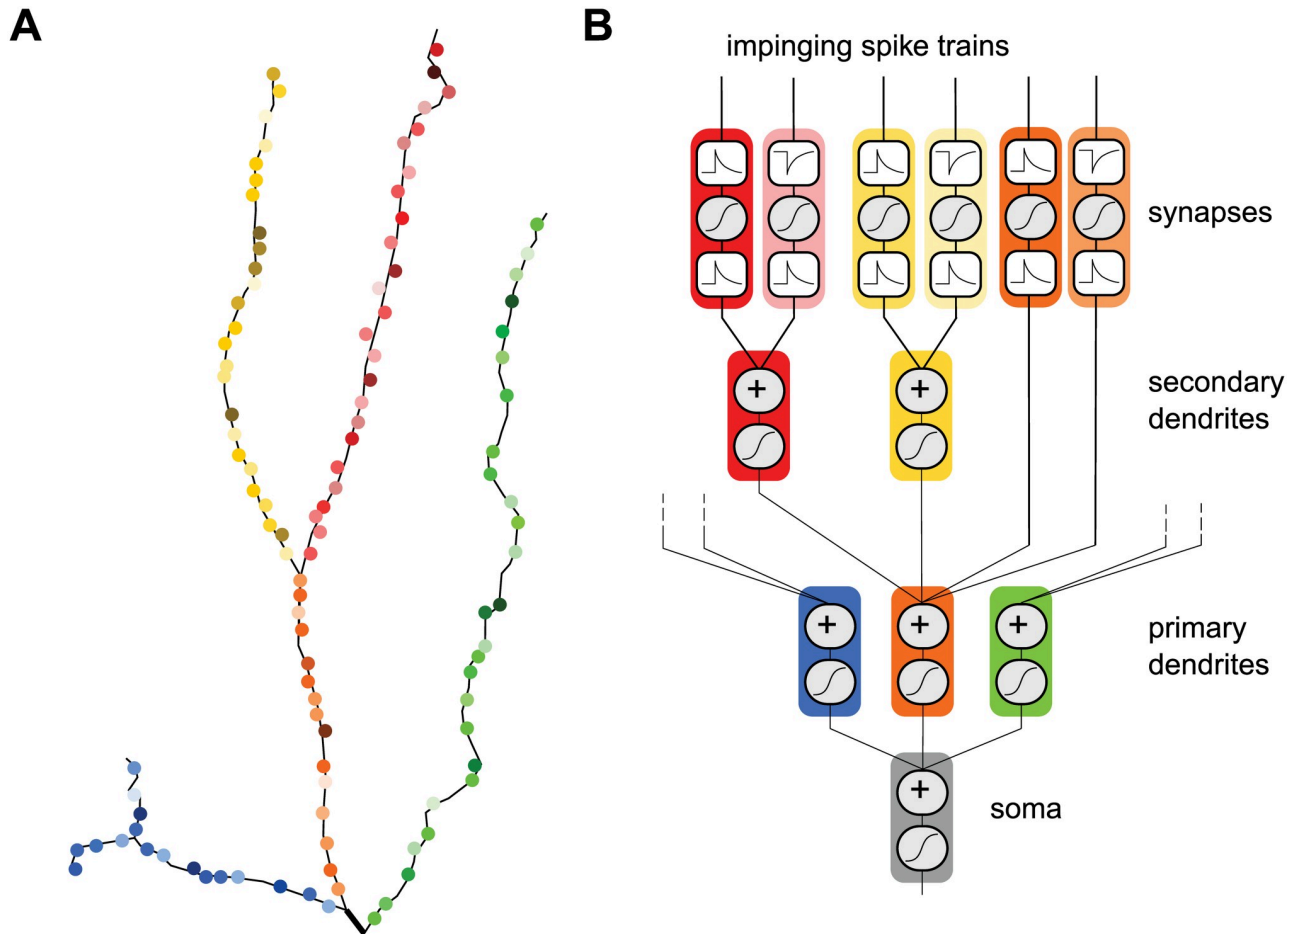 A
B
impinging spike trains
synapses
secondary
dendrites
+
+
primary
dendrites
+
+
+
soma
+